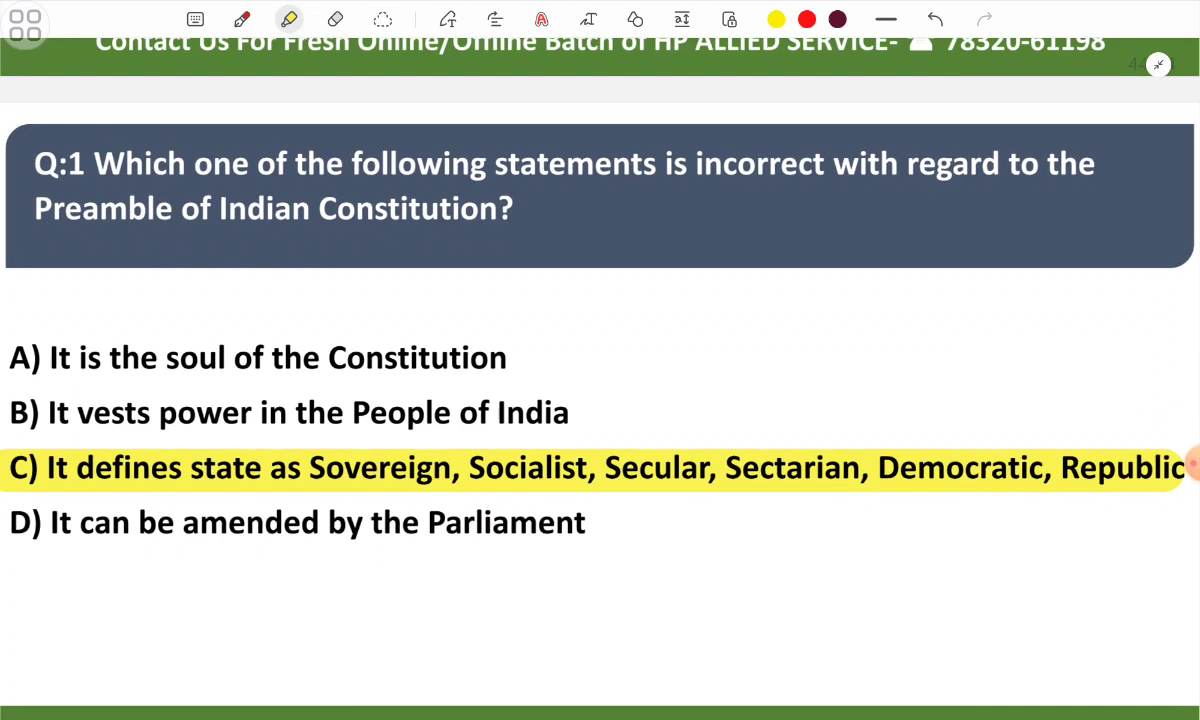 Contact Us For Fresh Online/Offline Batch of HP ALLIED SERVICE- 78320-61198
Q:1 Which one of the following statements is incorrect with regard to the
Preamble of Indian Constitution?
A) It is the soul of the Constitution
B) It vests power in the People of India
C) It defines state as Sovereign, Socialist, Secular, Sectarian, Democratic, Republic
D) It can be amended by the Parliament